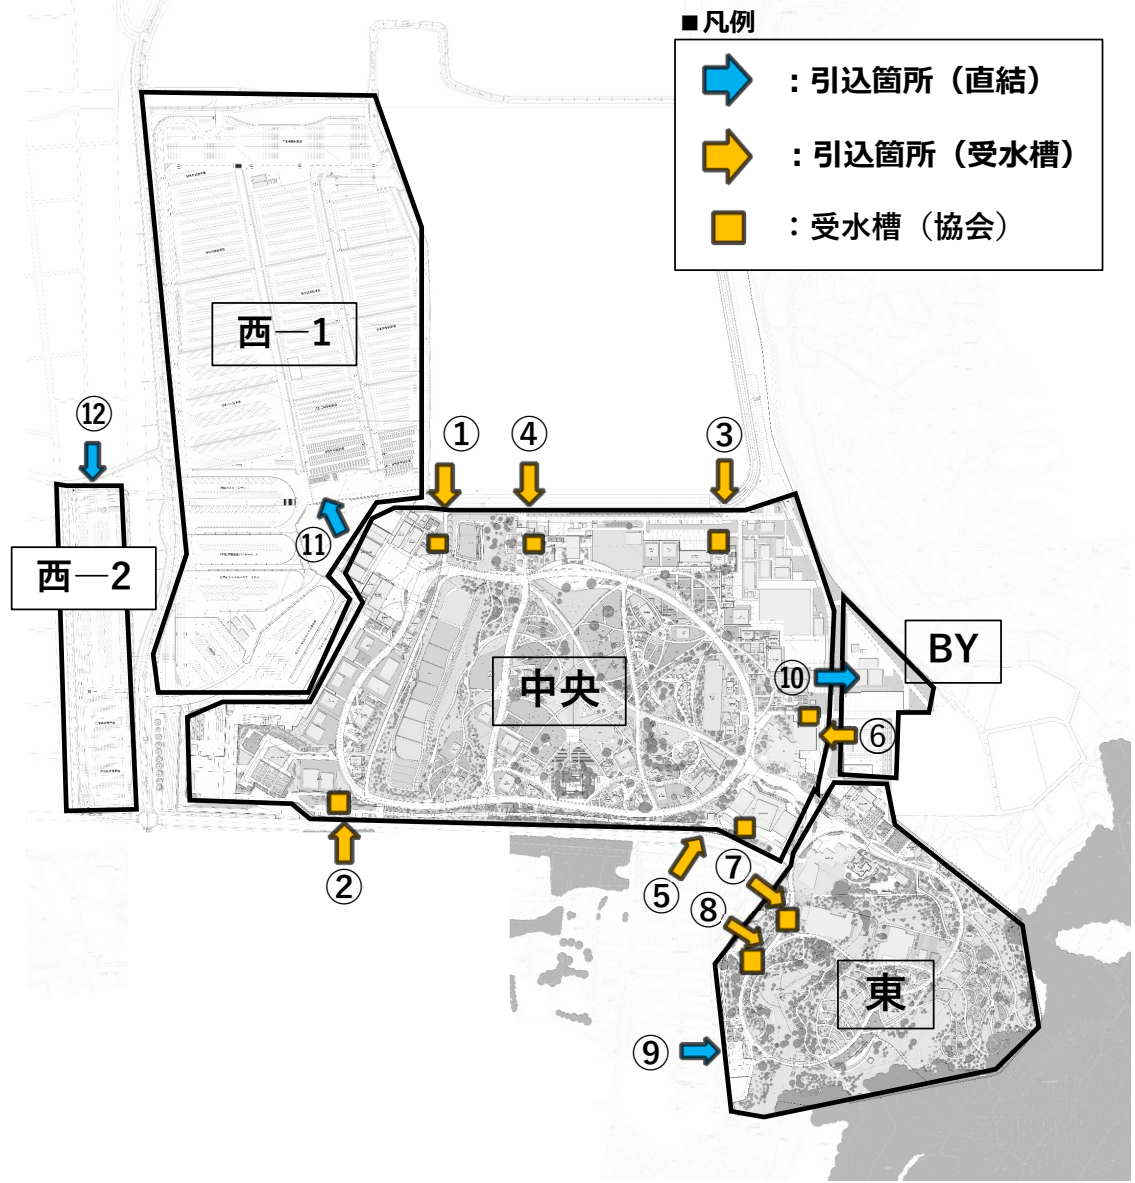 ■凡例
：引込箇所（直結）
：引込箇所（受水槽）
：受水槽（協会）
西―1
⑫
①
④
③
⑪
西―2
BY
中央
⑩
⑥
②
⑤
⑦
⑧
東
⑨